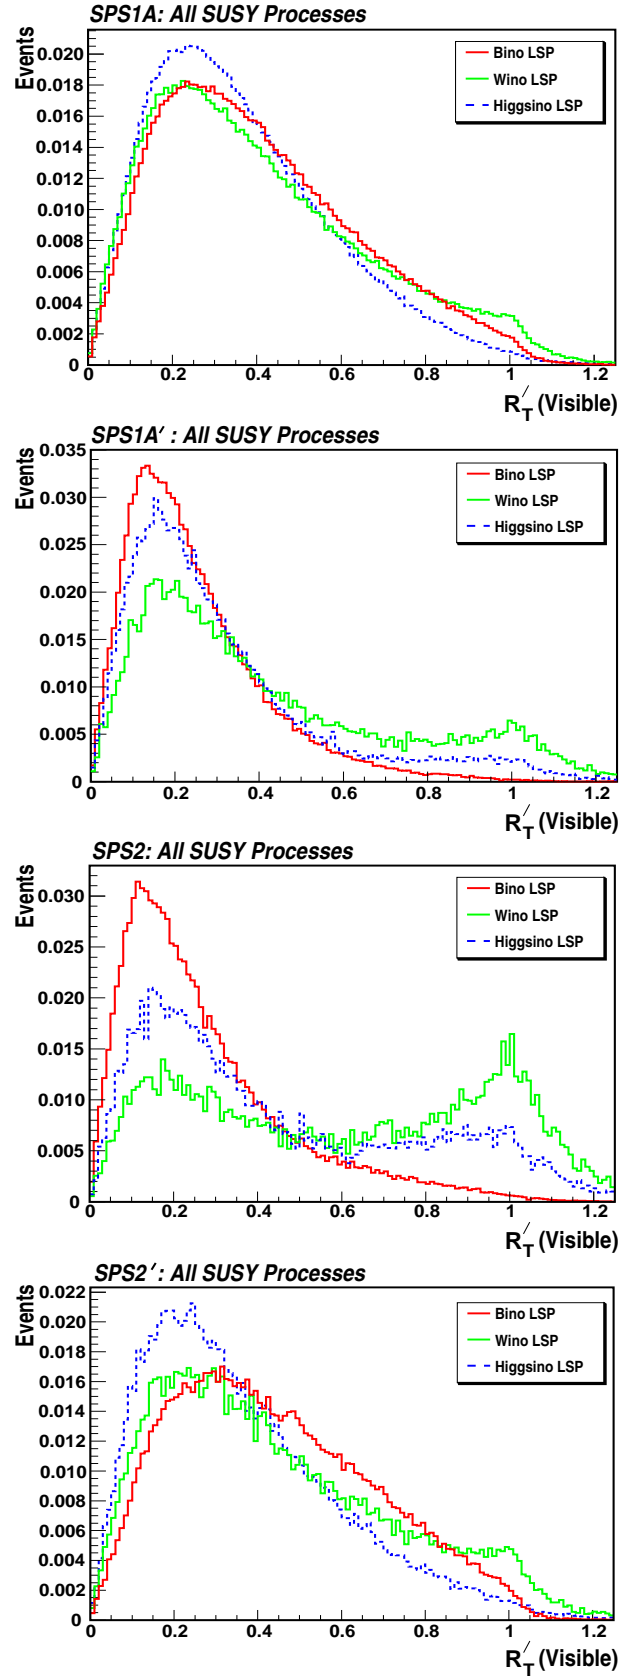 SPS1A: All SUSY Processes
Events
0.020
0.018
0.016
0.014
0.012
0.010
0.008
0.006
0.004
0.002
0
Bino LSP
Wino LSP
Higgsino LSP
0 0.2 0.4 0.6 0.8 1 1.2
R′T (Visible)
SPS1A′ : All SUSY Processes
Events
0.035
0.030
0.025
0.020
0.015
0.010
0.005
0
Bino LSP
Wino LSP
Higgsino LSP
0 0.2 0.4 0.6 0.8 1 1.2
R′T (Visible)
SPS2: All SUSY Processes
Events
0.030
0.025
0.020
0.015
0.010
0.005
0
Bino LSP
Wino LSP
Higgsino LSP
0 0.2 0.4 0.6 0.8 1 1.2
R′T (Visible)
SPS2′ : All SUSY Processes
Events
0.022
0.020
0.018
0.016
0.014
0.012
0.010
0.008
0.006
0.004
0.002
0
Bino LSP
Wino LSP
Higgsino LSP
0 0.2 0.4 0.6 0.8 1 1.2
R′T (Visible)